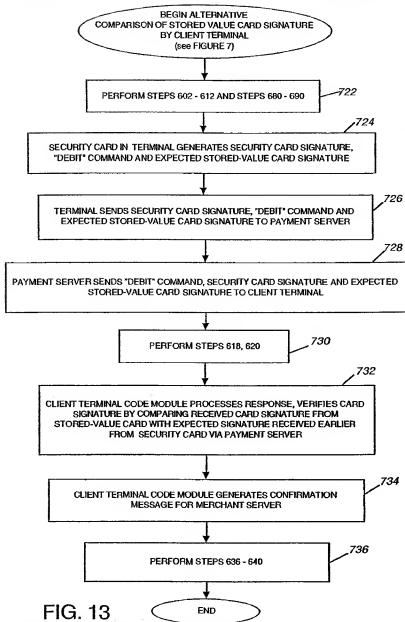 BEGIN ALTERNATIVE
COMPARISON OF STORED VALUE CARD SIGNATURE
BY CLIENT TERMINAL
(see FIGURE 7)
PERFORM STEPS 602 - 612 AND STEPS 680 - 690
722
724
SECURITY CARD IN TERMINAL GENERATES SECURITY CARD SIGNATURE,
"DEBIT" COMMAND AND EXPECTED STORED-VALUE CARD SIGNATURE
726
TERMINAL SENDS SECURITY CARD SIGNATURE, "DEBIT" COMMAND AND
EXPECTED STORED-VALUE CARD SIGNATURE TO PAYMENT SERVER
728
PAYMENT SERVER SENDS "DEBIT" COMMAND, SECURITY CARD SIGNATURE AND EXPECTED
STORED-VALUE CARD SIGNATURE TO CLIENT TERMINAL
PERFORM STEPS 618, 620
730
732
CLIENT TERMINAL CODE MODULE PROCESSES RESPONSE, VERIFIES CARD
SIGNATURE BY COMPARING RECEIVED CARD SIGNATURE FROM
STORED-VALUE CARD WITH EXPECTED SIGNATURE RECEIVED EARLIER
FROM SECURITY CARD VIA PAYMENT SERVER
734
CLIENT TERMINAL CODE MODULE GENERATES CONFIRMATION
MESSAGE FOR MERCHANT SERVER
736
PERFORM STEPS 636 - 640
FIG. 13
END